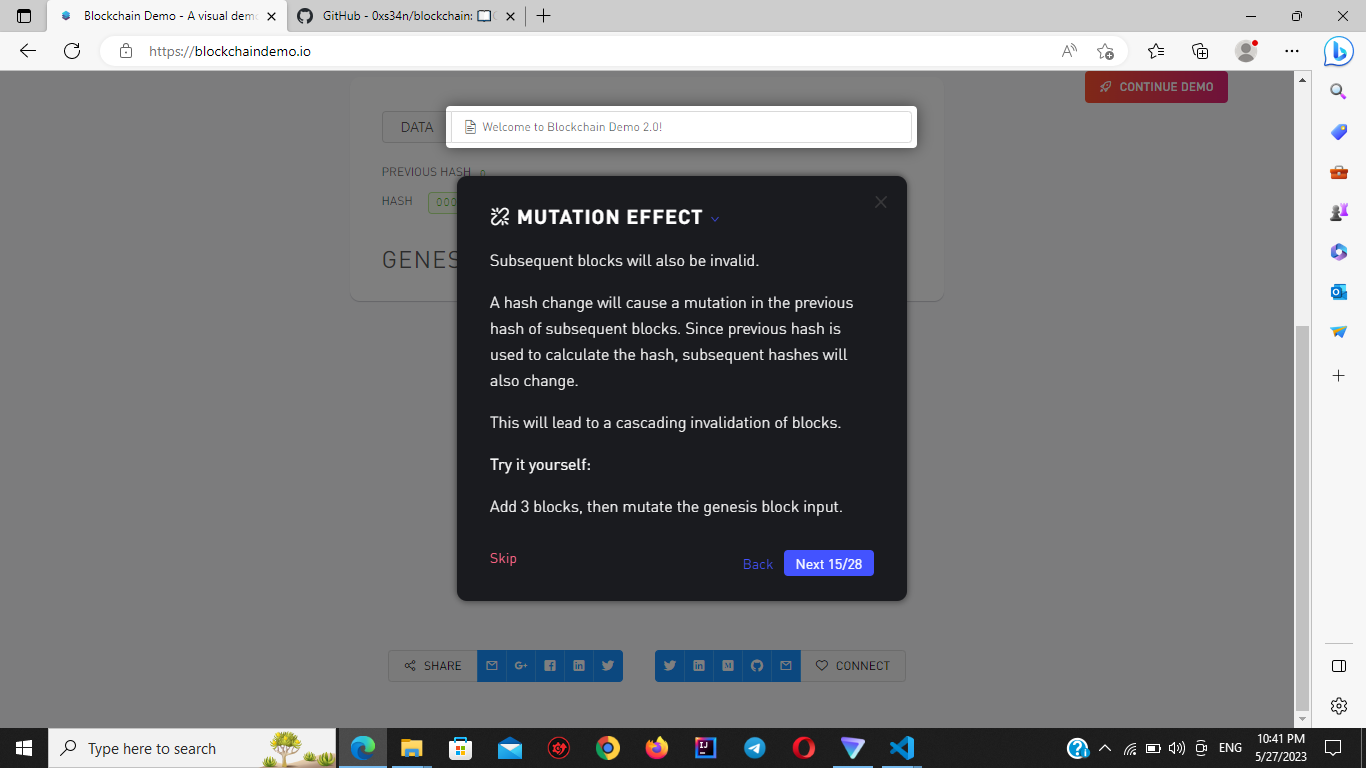 Blockchain Demo - A visual demo
GitHub - 0xs34n/blockchain:
https://blockchaindemo.io
CONTINUE DEMO
DATA
Welcome to Blockchain Demo 2.0!
PREVIOUS HASH 0
HASH 000
GENES
MUTATION EFFECT
Subsequent blocks will also be invalid.
A hash change will cause a mutation in the previous
hash of subsequent blocks. Since previous hash is
used to calculate the hash, subsequent hashes will
also change.
This will lead to a cascading invalidation of blocks.
Try it yourself:
Add 3 blocks, then mutate the genesis block input.
Skip
Back
Next 15/28
SHARE
CONNECT
Type here to search
ENG
10:41 PM
5/27/2023